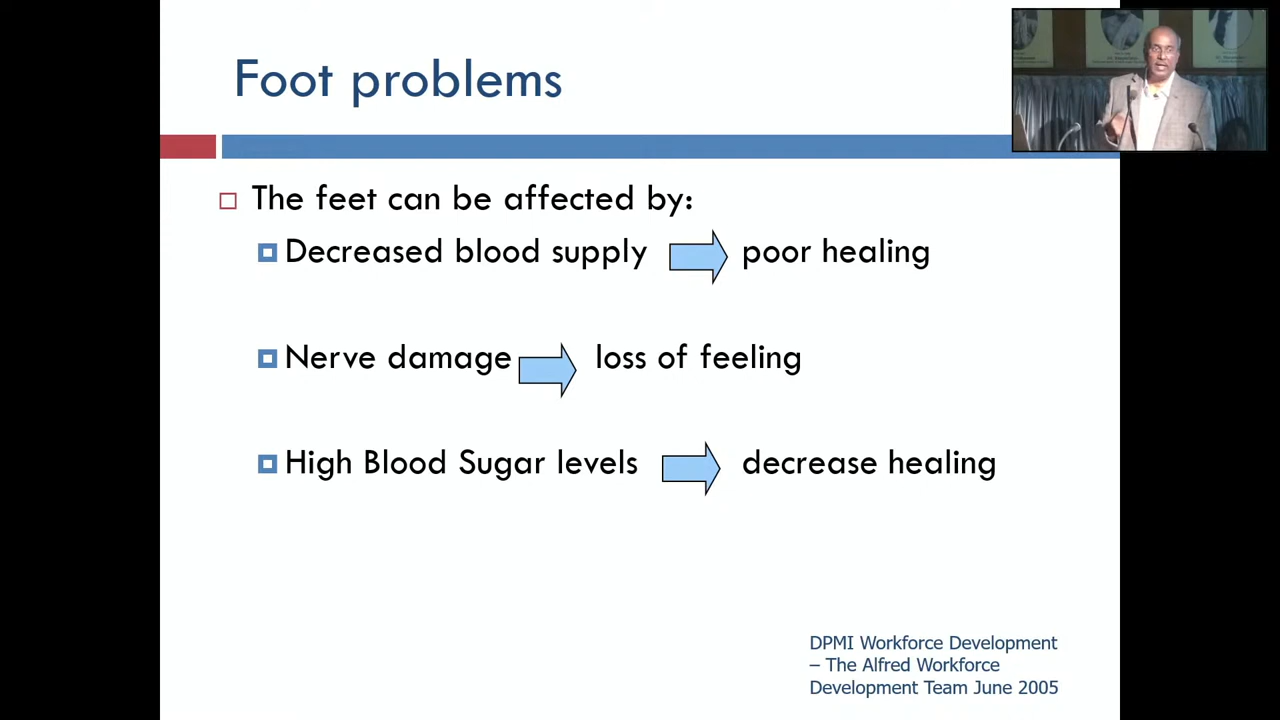 Foot problems
The feet can be affected by:
Decreased blood supply poor healing
Nerve damage loss of feeling
High Blood Sugar levels decrease healing
DPMI Workforce Development
– The Alfred Workforce
Development Team June 2005